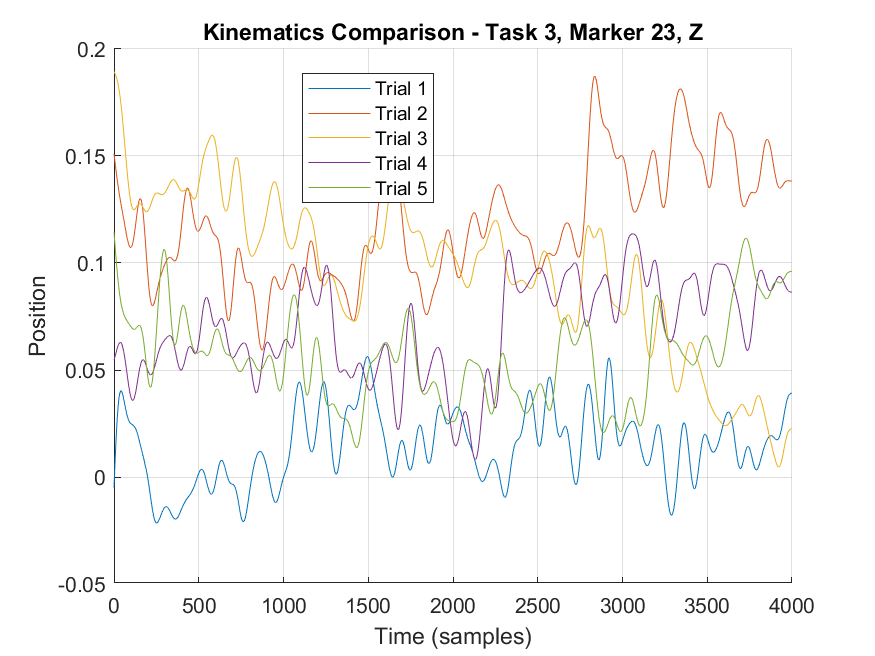 Kinematics Comparison - Task 3, Marker 23, Z
0.2
0.15
0.1
0.05
0
-0.05
Position
Trial 1
Trial 2
Trial 3
Trial 4
Trial 5
0 500 1000 1500 2000 2500 3000 3500 4000
Time (samples)